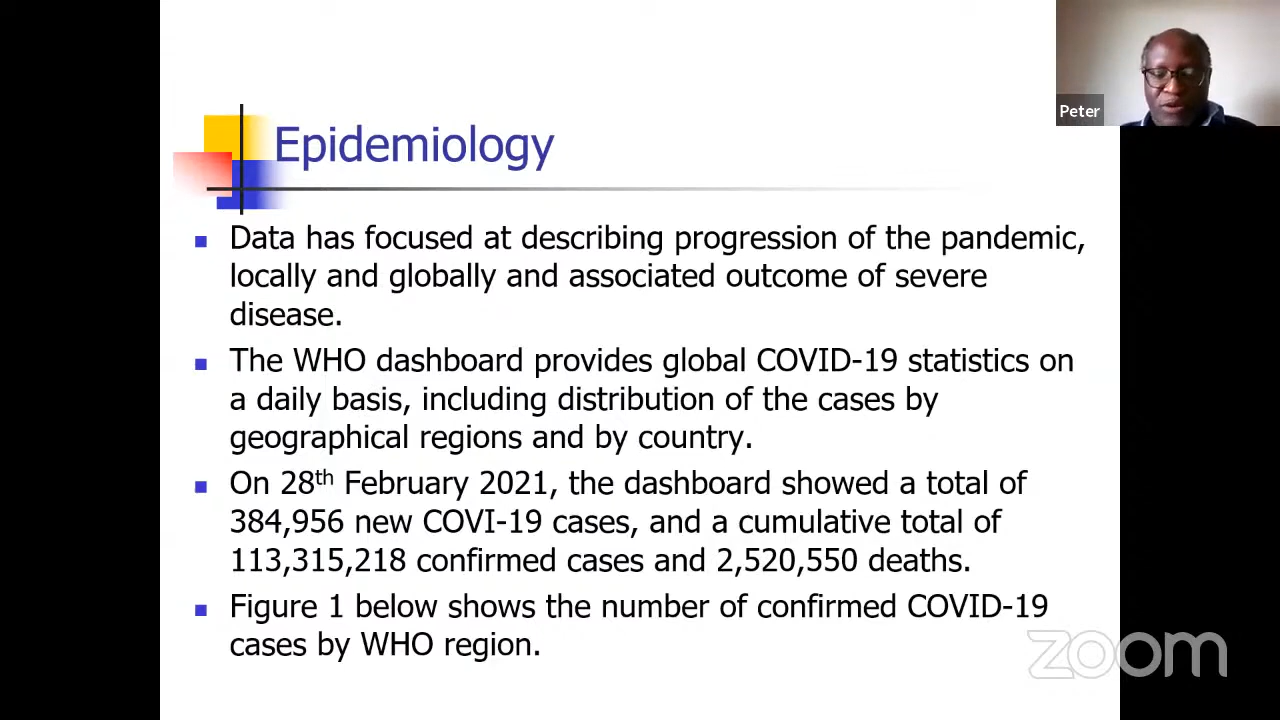 Peter
Epidemiology
Data has focused at describing progression of the pandemic,
locally and globally and associated outcome of severe
disease.
The WHO dashboard provides global COVID-19 statistics on
a daily basis, including distribution of the cases by
geographical regions and by country.
On 28th February 2021, the dashboard showed a total of
384,956 new COVI-19 cases, and a cumulative total of
113,315,218 confirmed cases and 2,520,550 deaths.
Figure 1 below shows the number of confirmed COVID-19
cases by WHO region.
zoom